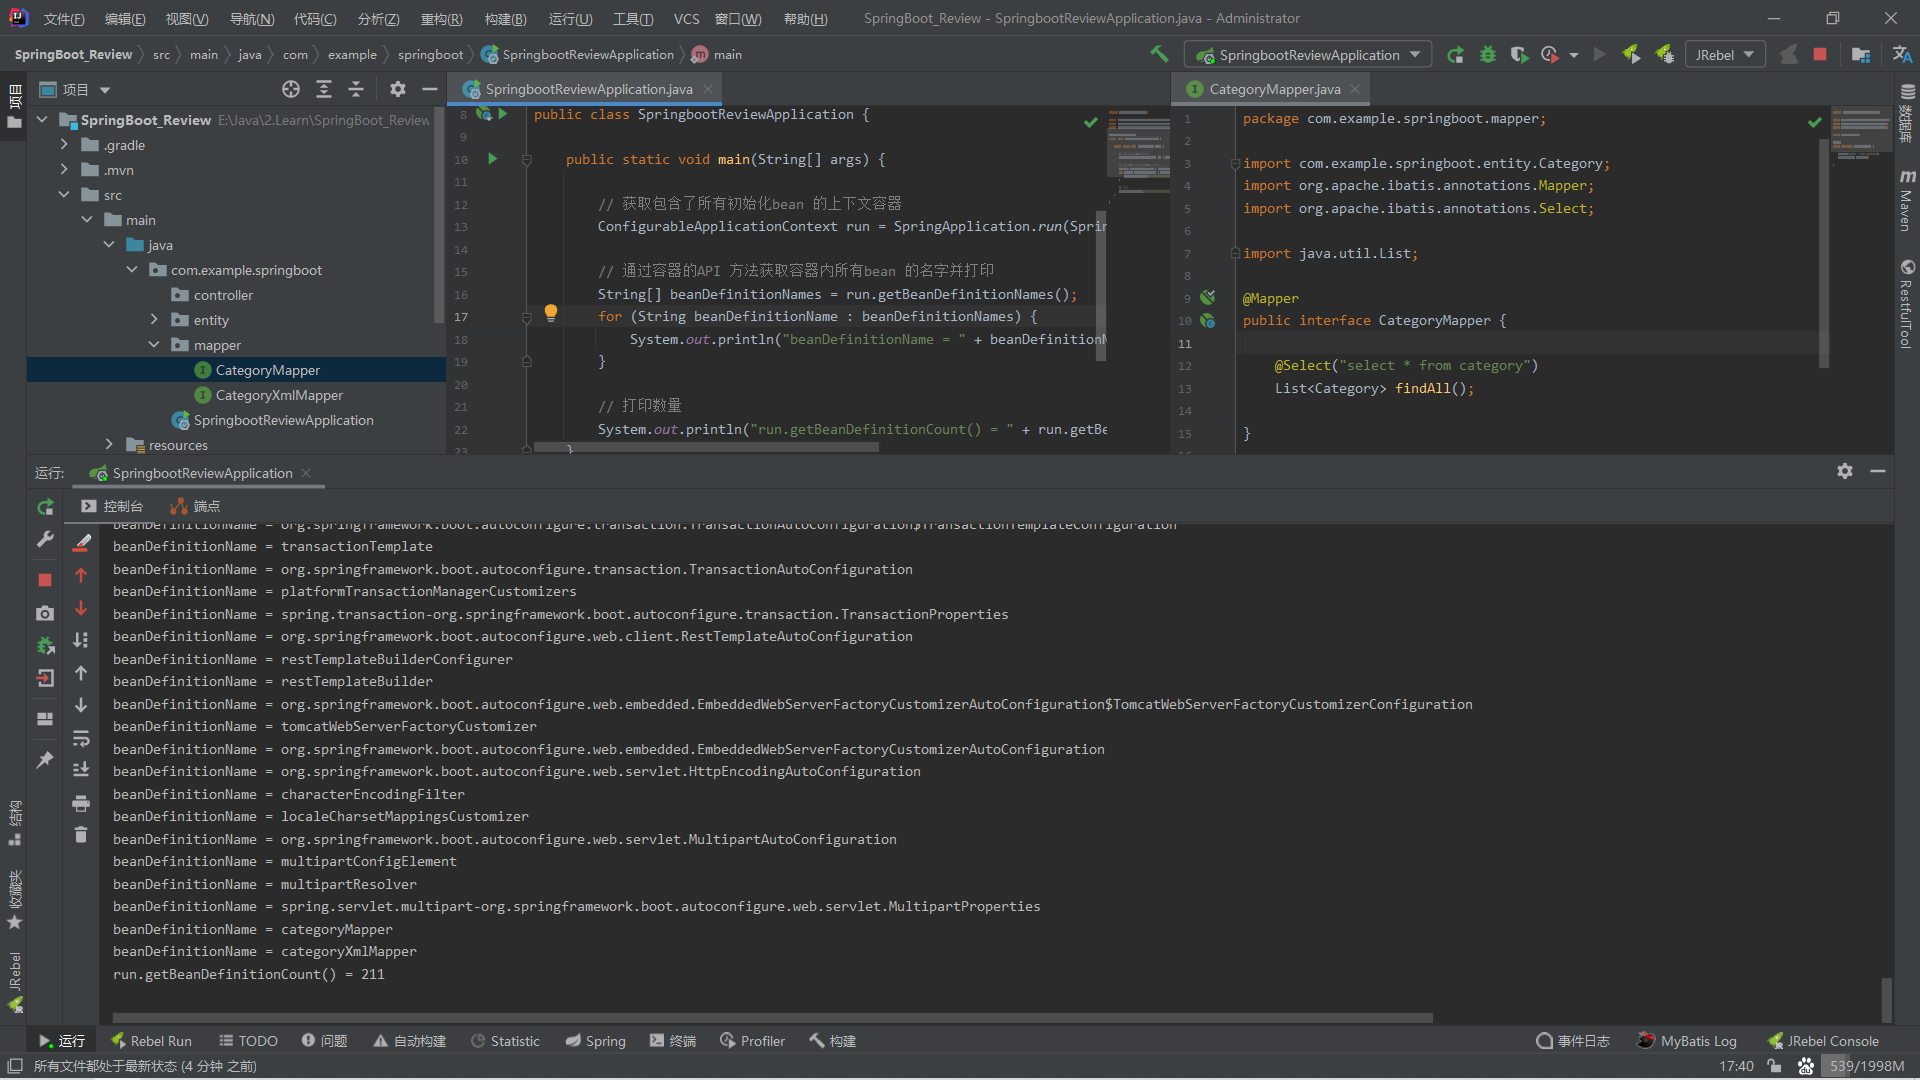 文件(F) 编辑(E) 视图(V) 导航(N) 代码(C) 分析(Z) 重构(R) 构建(B) 运行(U) 工具(T) VCS 窗口(W) 帮助(H) SpringBoot_Review - SpringbootReviewApplication.java - Administrator
SpringBoot_Review src main java com example springboot SpringbootReviewApplication main SpringbootReviewApplication JRebel
项目
项目
SpringBoot_Review E:\Java\2.Learn\SpringBoot_Review
.gradle
.mvn
src
main
java
com.example.springboot
controller
entity
mapper
CategoryMapper
CategoryXmlMapper
SpringbootReviewApplication
resources
SpringbootReviewApplication.java
8 public class SpringbootReviewApplication {
9
10 public static void main(String[] args) {
11
12 // 获取包含了所有初始化bean 的上下文容器
13 ConfigurableApplicationContext run = SpringApplication.run(Sprin
14
15 // 通过容器的API 方法获取容器内所有bean 的名字并打印
16 String[] beanDefinitionNames = run.getBeanDefinitionNames();
17 for (String beanDefinitionName : beanDefinitionNames) {
18 System.out.println("beanDefinitionName = " + beanDefinitionN
19 }
20
21 // 打印数量
22 System.out.println("run.getBeanDefinitionCount() = " + run.getBe
23 }
CategoryMapper.java
1 package com.example.springboot.mapper;
2
3 import com.example.springboot.entity.Category;
4 import org.apache.ibatis.annotations.Mapper;
5 import org.apache.ibatis.annotations.Select;
6
7 import java.util.List;
8
9 @Mapper
10 public interface CategoryMapper {
11
12 @Select("select * from category")
13 List<Category> findAll();
14
15 }
数据库
Maven
RestfulTool
运行: SpringbootReviewApplication
控制台 端点
beanDefinitionName = org.springframework.boot.autoconfigure.transaction.TransactionAutoConfiguration$TransactionTemplateConfiguration
beanDefinitionName = transactionTemplate
beanDefinitionName = org.springframework.boot.autoconfigure.transaction.TransactionAutoConfiguration
beanDefinitionName = platformTransactionManagerCustomizers
beanDefinitionName = spring.transaction-org.springframework.boot.autoconfigure.transaction.TransactionProperties
beanDefinitionName = org.springframework.boot.autoconfigure.web.client.RestTemplateAutoConfiguration
beanDefinitionName = restTemplateBuilderConfigurer
beanDefinitionName = restTemplateBuilder
beanDefinitionName = org.springframework.boot.autoconfigure.web.embedded.EmbeddedWebServerFactoryCustomizerAutoConfiguration$TomcatWebServerFactoryCustomizerConfiguration
beanDefinitionName = tomcatWebServerFactoryCustomizer
beanDefinitionName = org.springframework.boot.autoconfigure.web.embedded.EmbeddedWebServerFactoryCustomizerAutoConfiguration
beanDefinitionName = org.springframework.boot.autoconfigure.web.servlet.HttpEncodingAutoConfiguration
beanDefinitionName = characterEncodingFilter
beanDefinitionName = localeCharsetMappingsCustomizer
beanDefinitionName = org.springframework.boot.autoconfigure.web.servlet.MultipartAutoConfiguration
beanDefinitionName = multipartConfigElement
beanDefinitionName = multipartResolver
beanDefinitionName = spring.servlet.multipart-org.springframework.boot.autoconfigure.web.servlet.MultipartProperties
beanDefinitionName = categoryMapper
beanDefinitionName = categoryXmlMapper
run.getBeanDefinitionCount() = 211
结构
收藏夹
JRebel
运行 Rebel Run TODO 问题 自动构建 Statistic Spring 终端 Profiler 构建 事件日志 MyBatis Log JRebel Console
所有文件都处于最新状态 (4 分钟 之前) 17:40 539/1998M